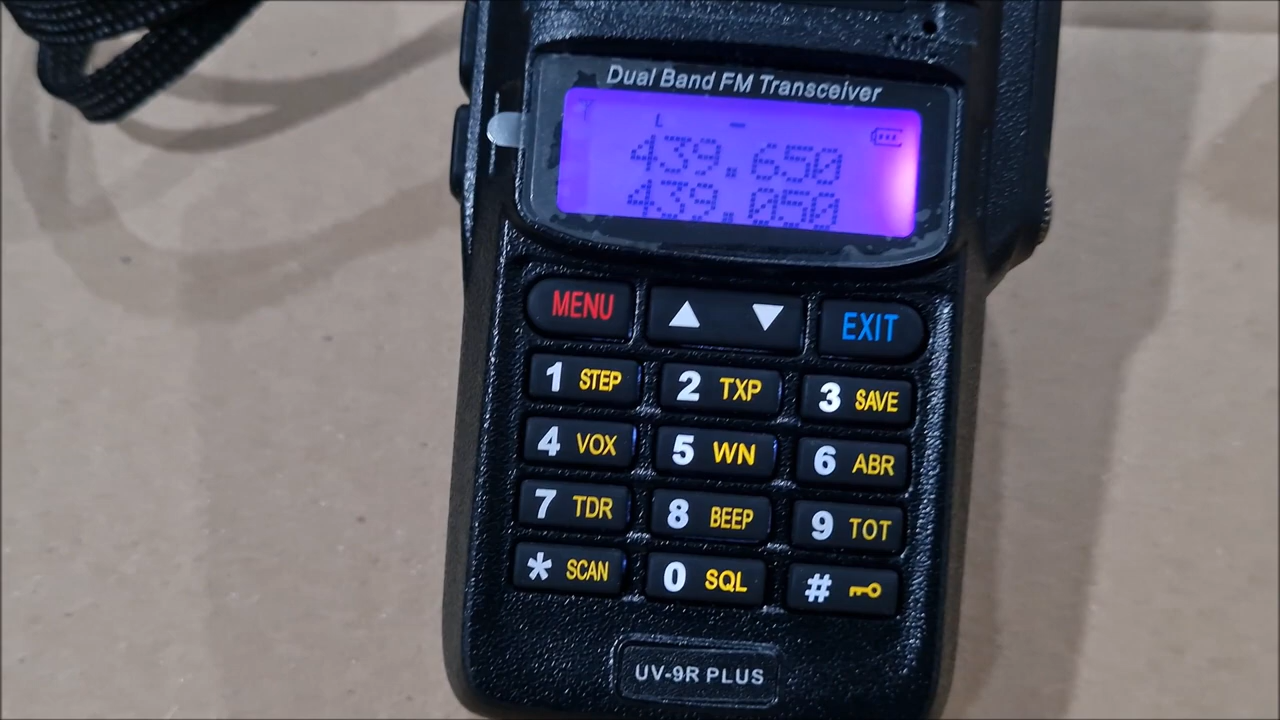 Dual Band FM Transceiver
L -
439.650
439.050
MENU ▲ ▼ EXIT
1 STEP 2 TXP 3 SAVE
4 VOX 5 WN 6 ABR
7 TDR 8 BEEP 9 TOT
* SCAN 0 SQL #
UV-9R PLUS